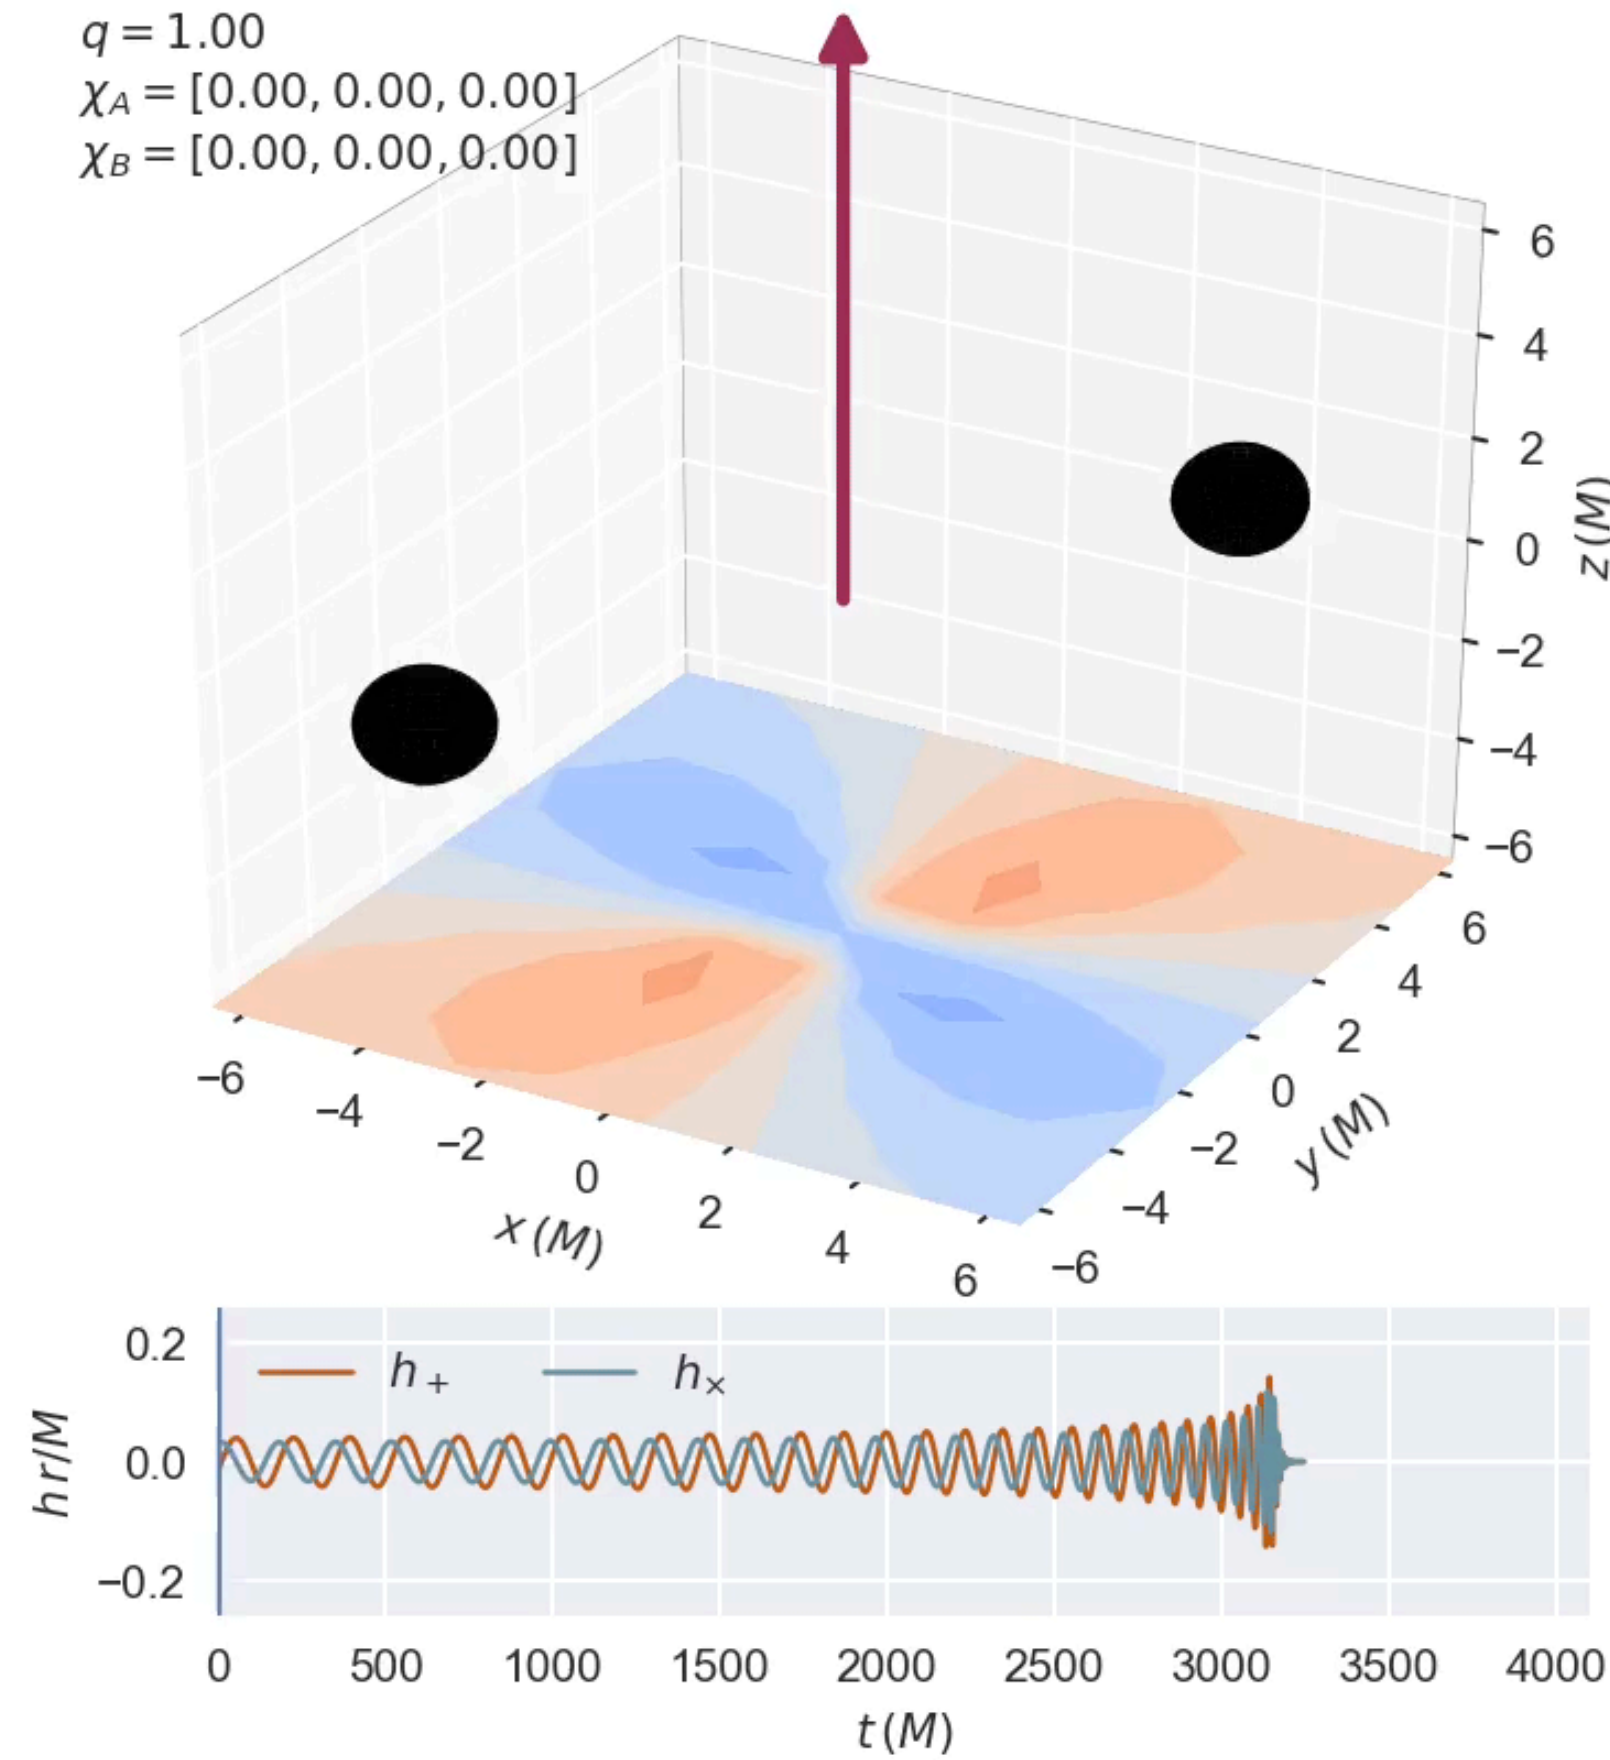 q = 1.00
χA = [0.00, 0.00, 0.00]
χB = [0.00, 0.00, 0.00]
6
4
2
0
−2
−4
−6
z (M)
−6
−4
−2
0
2
4
6
x (M)
6
4
2
0
−2
−4
−6
y (M)
0.2
0.0
−0.2
h r/M
h+ h×
0 500 1000 1500 2000 2500 3000 3500 4000
t (M)